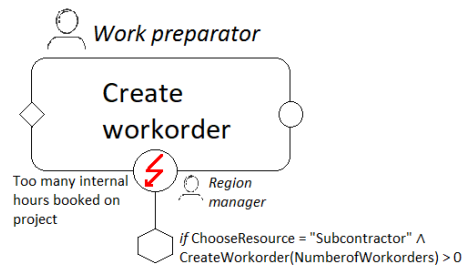 Work preparator
Create
workorder
Too many internal
hours booked on
project
Region
manager
if ChooseResource = "Subcontractor" ∧
CreateWorkorder(NumberofWorkorders) > 0